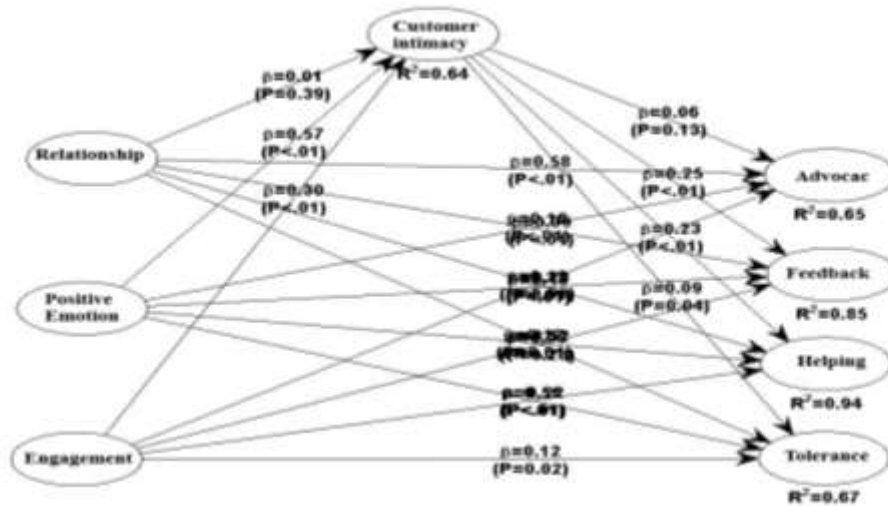 Customer
intimacy
R²=0.64
β=0.01
(P=0.39)
β=0.06
(P=0.13)
β=0.57
(P<.01)
Relationship
β=0.58
(P<.01)
β=0.25
(P<.01)
Advocac
β=0.30
(P<.01)
R²=0.65
β=0.23
(P<.01)
Feedback
Positive
Emotion
β=0.09
(P=0.04)
R²=0.85
Helping
(P<.01)
R²=0.94
Engagement
β=0.12
(P=0.02)
Tolerance
R²=0.67